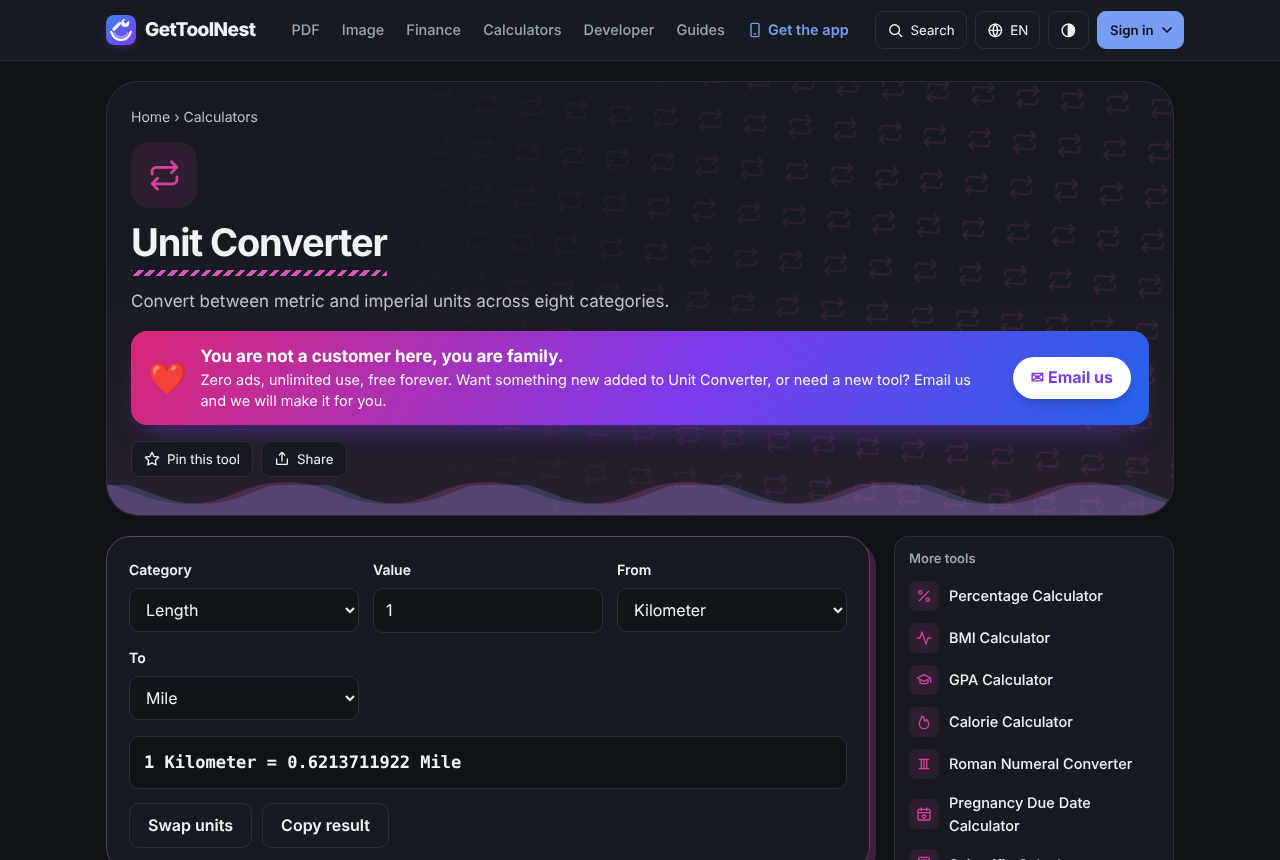 GetToolNest
PDF
Image
Finance
Calculators
Developer
Guides
Get the app
Search
EN
Sign in
Home › Calculators
Unit Converter
Convert between metric and imperial units across eight categories.
You are not a customer here, you are family.
Zero ads, unlimited use, free forever. Want something new added to Unit Converter, or need a new tool? Email us
and we will make it for you.
✉ Email us
Pin this tool
Share
Category
Value
From
Length
1
Kilometer
To
Mile
1 Kilometer = 0.6213711922 Mile
Swap units
Copy result
More tools
Percentage Calculator
BMI Calculator
GPA Calculator
Calorie Calculator
Roman Numeral Converter
Pregnancy Due Date
Calculator